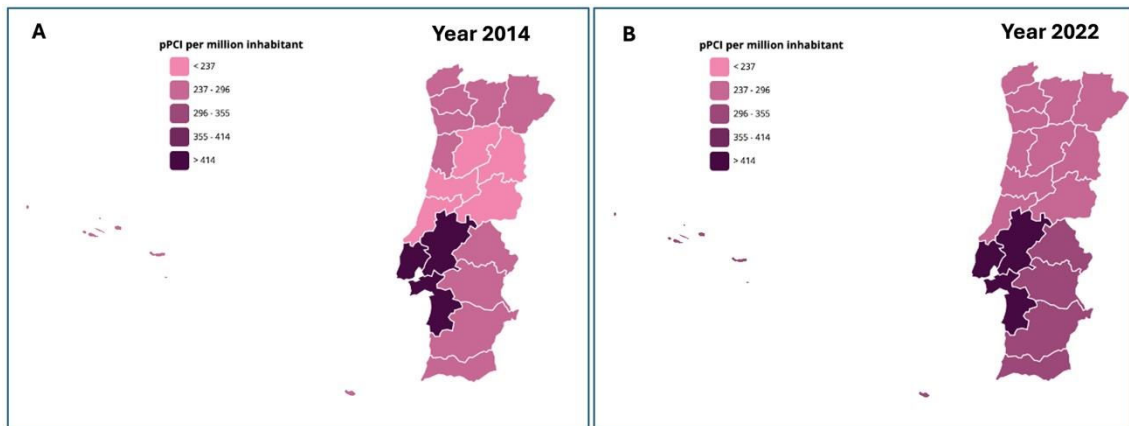 A
Year 2014
pPCI per million inhabitant
< 237
237 - 296
296 - 355
355 - 414
> 414
B
Year 2022
pPCI per million inhabitant
< 237
237 - 296
296 - 355
355 - 414
> 414